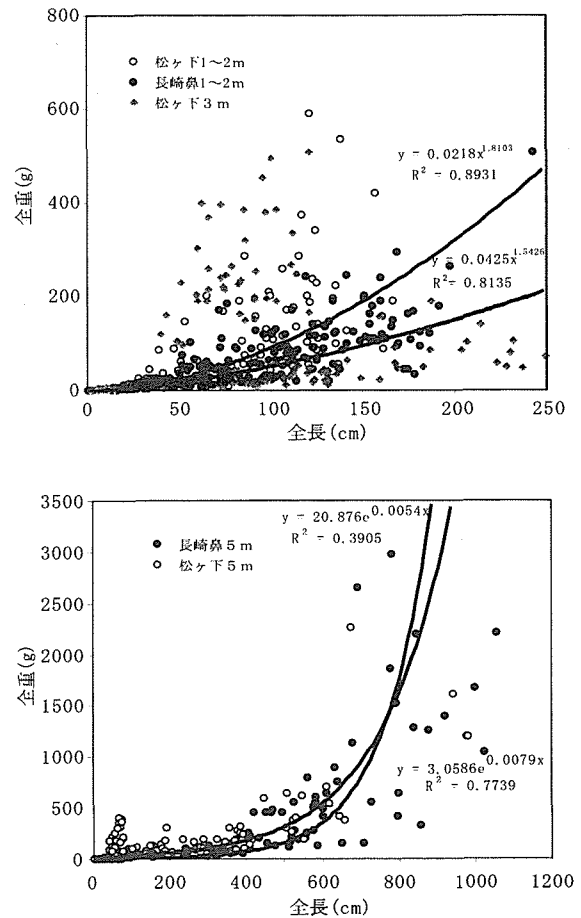 800
600
400
200
0
全重(g)
○ 松ヶ下1～2m
● 長崎鼻1～2m
◆ 松ヶ下3m
y = 0.0218x^1.8103
R² = 0.8931
y = 0.0425x^1.5426
R² = 0.8135
0 50 100 150 200 250
全長(cm)
3500
3000
2500
2000
1500
1000
500
0
全重(g)
● 長崎鼻5m
○ 松ヶ下5m
y = 20.876e^0.0054x
R² = 0.3905
y = 3.0586e^0.0079x
R² = 0.7739
0 200 400 600 800 1000 1200
全長(cm)